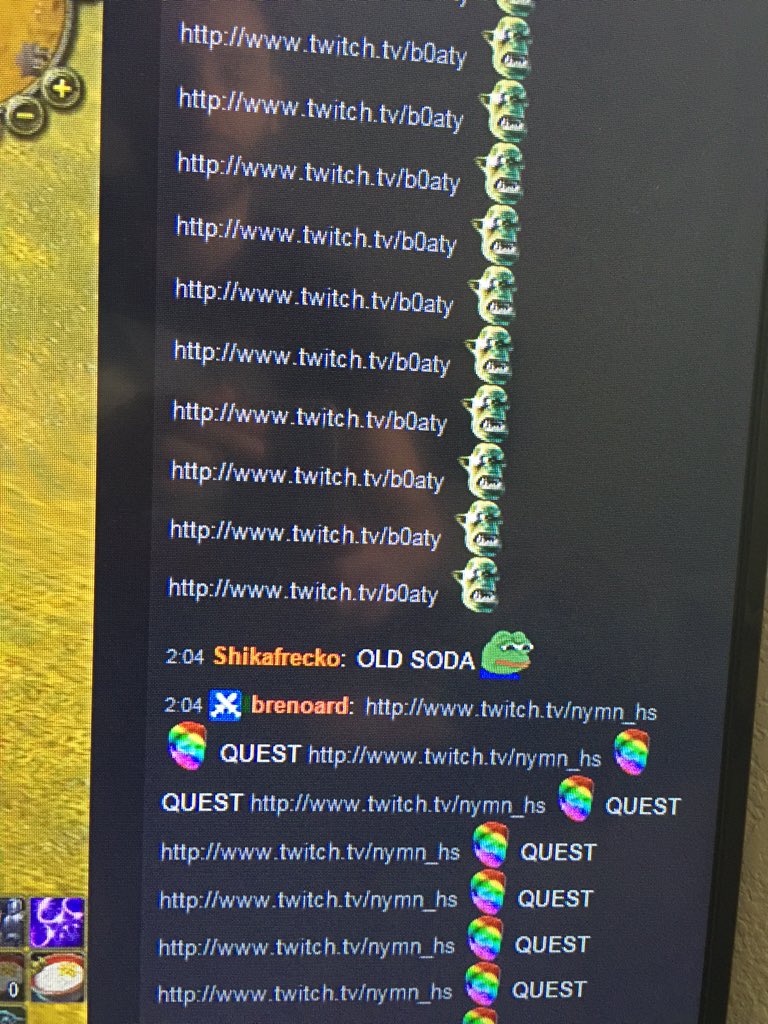 http://www.twitch.tv/b0aty
http://www.twitch.tv/b0aty
http://www.twitch.tv/b0aty
http://www.twitch.tv/b0aty
http://www.twitch.tv/b0aty
http://www.twitch.tv/b0aty
http://www.twitch.tv/b0aty
http://www.twitch.tv/b0aty
http://www.twitch.tv/b0aty
http://www.twitch.tv/b0aty
2:04 Shikafrecko: OLD SODA
2:04 brenoard: http://www.twitch.tv/nymn_hs
QUEST http://www.twitch.tv/nymn_hs
QUEST http://www.twitch.tv/nymn_hs QUEST
http://www.twitch.tv/nymn_hs QUEST
http://www.twitch.tv/nymn_hs QUEST
http://www.twitch.tv/nymn_hs QUEST
http://www.twitch.tv/nymn_hs QUEST
0